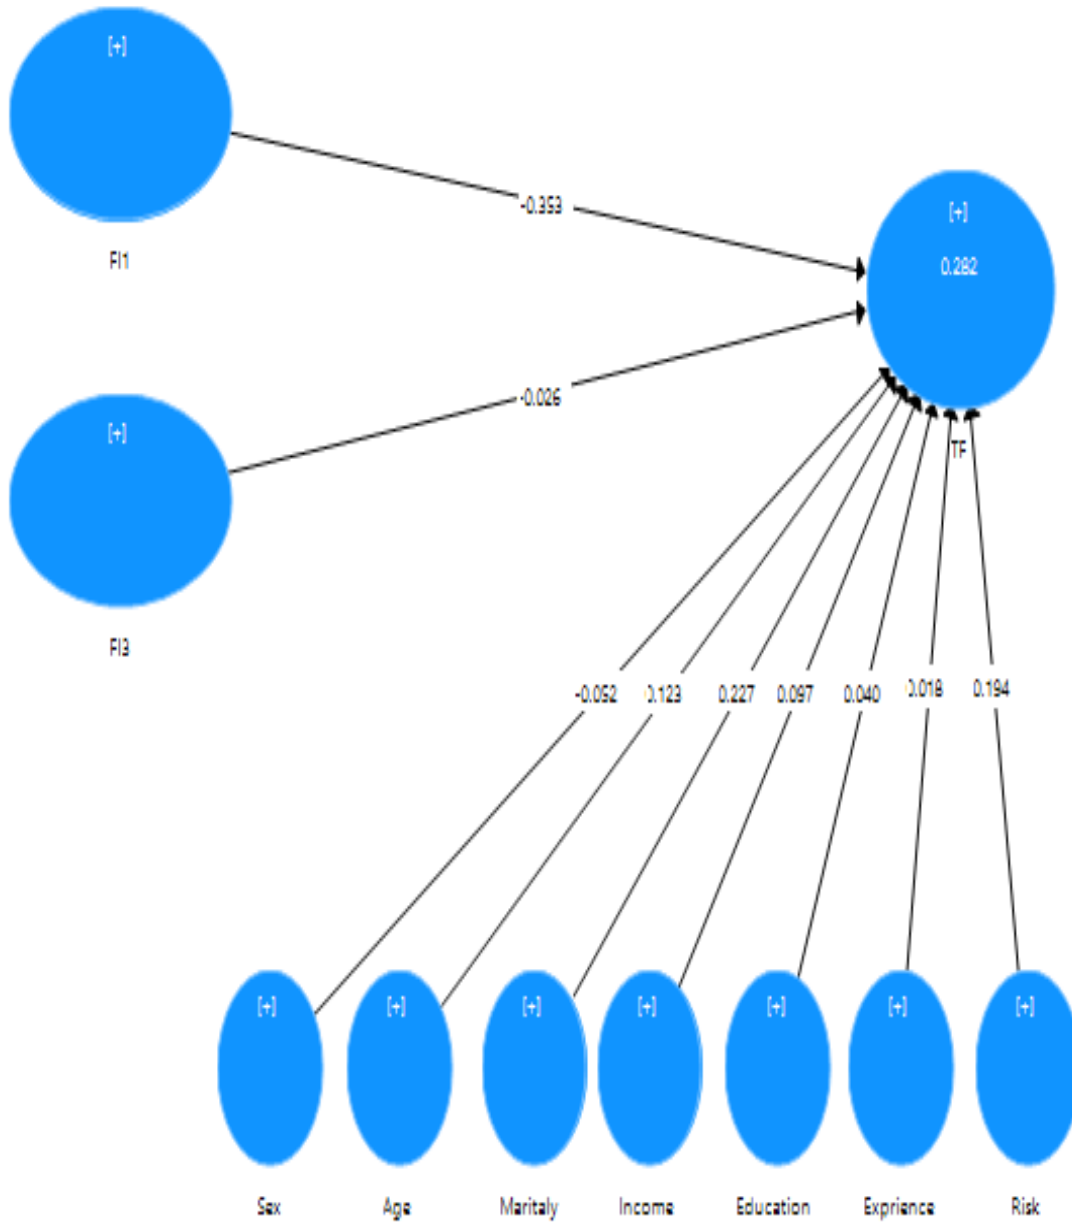 [+]
FI1
-0.353
[+]
0.282
TF
[+]
FI3
-0.026
-0.052 0.123 0.227 0.097 0.040 0.018 0.194
[+] [+] [+] [+] [+] [+] [+]
Sex Age Maritaly Income Education Exprience Risk